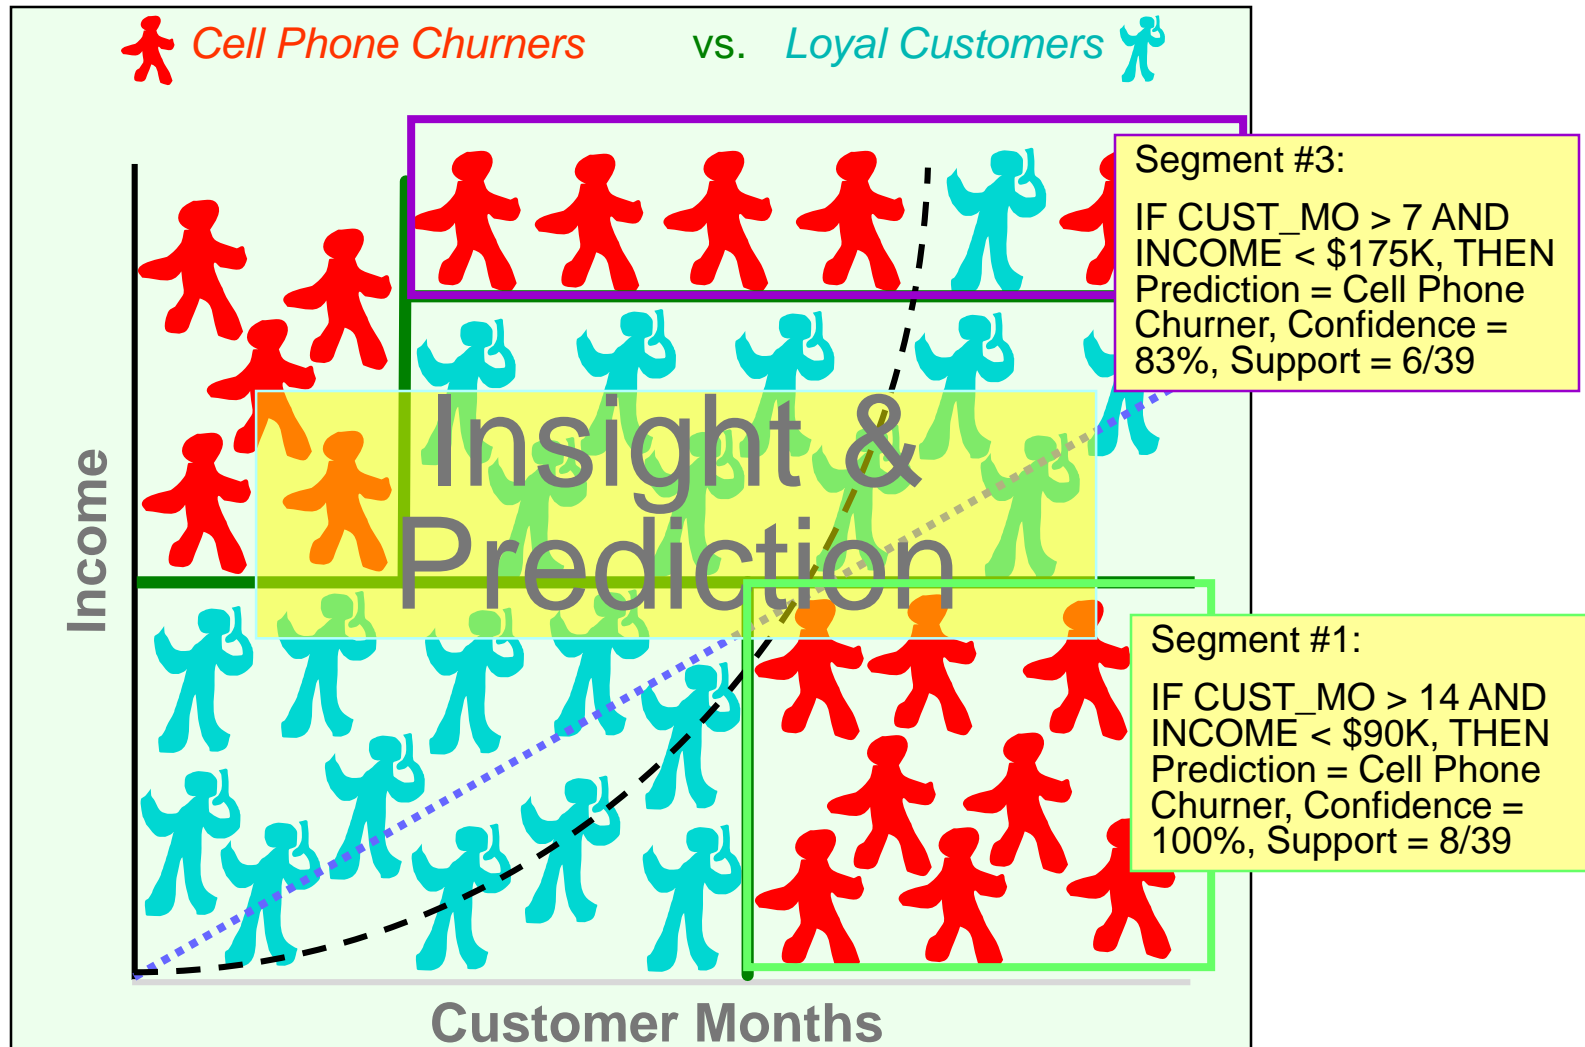 Cell Phone Churners vs. Loyal Customers
Segment #3:
IF CUST_MO > 7 AND
INCOME < $175K, THEN
Prediction = Cell Phone
Churner, Confidence =
83%, Support = 6/39
Insight &
Prediction
Income
Segment #1:
IF CUST_MO > 14 AND
INCOME < $90K, THEN
Prediction = Cell Phone
Churner, Confidence =
100%, Support = 8/39
Customer Months